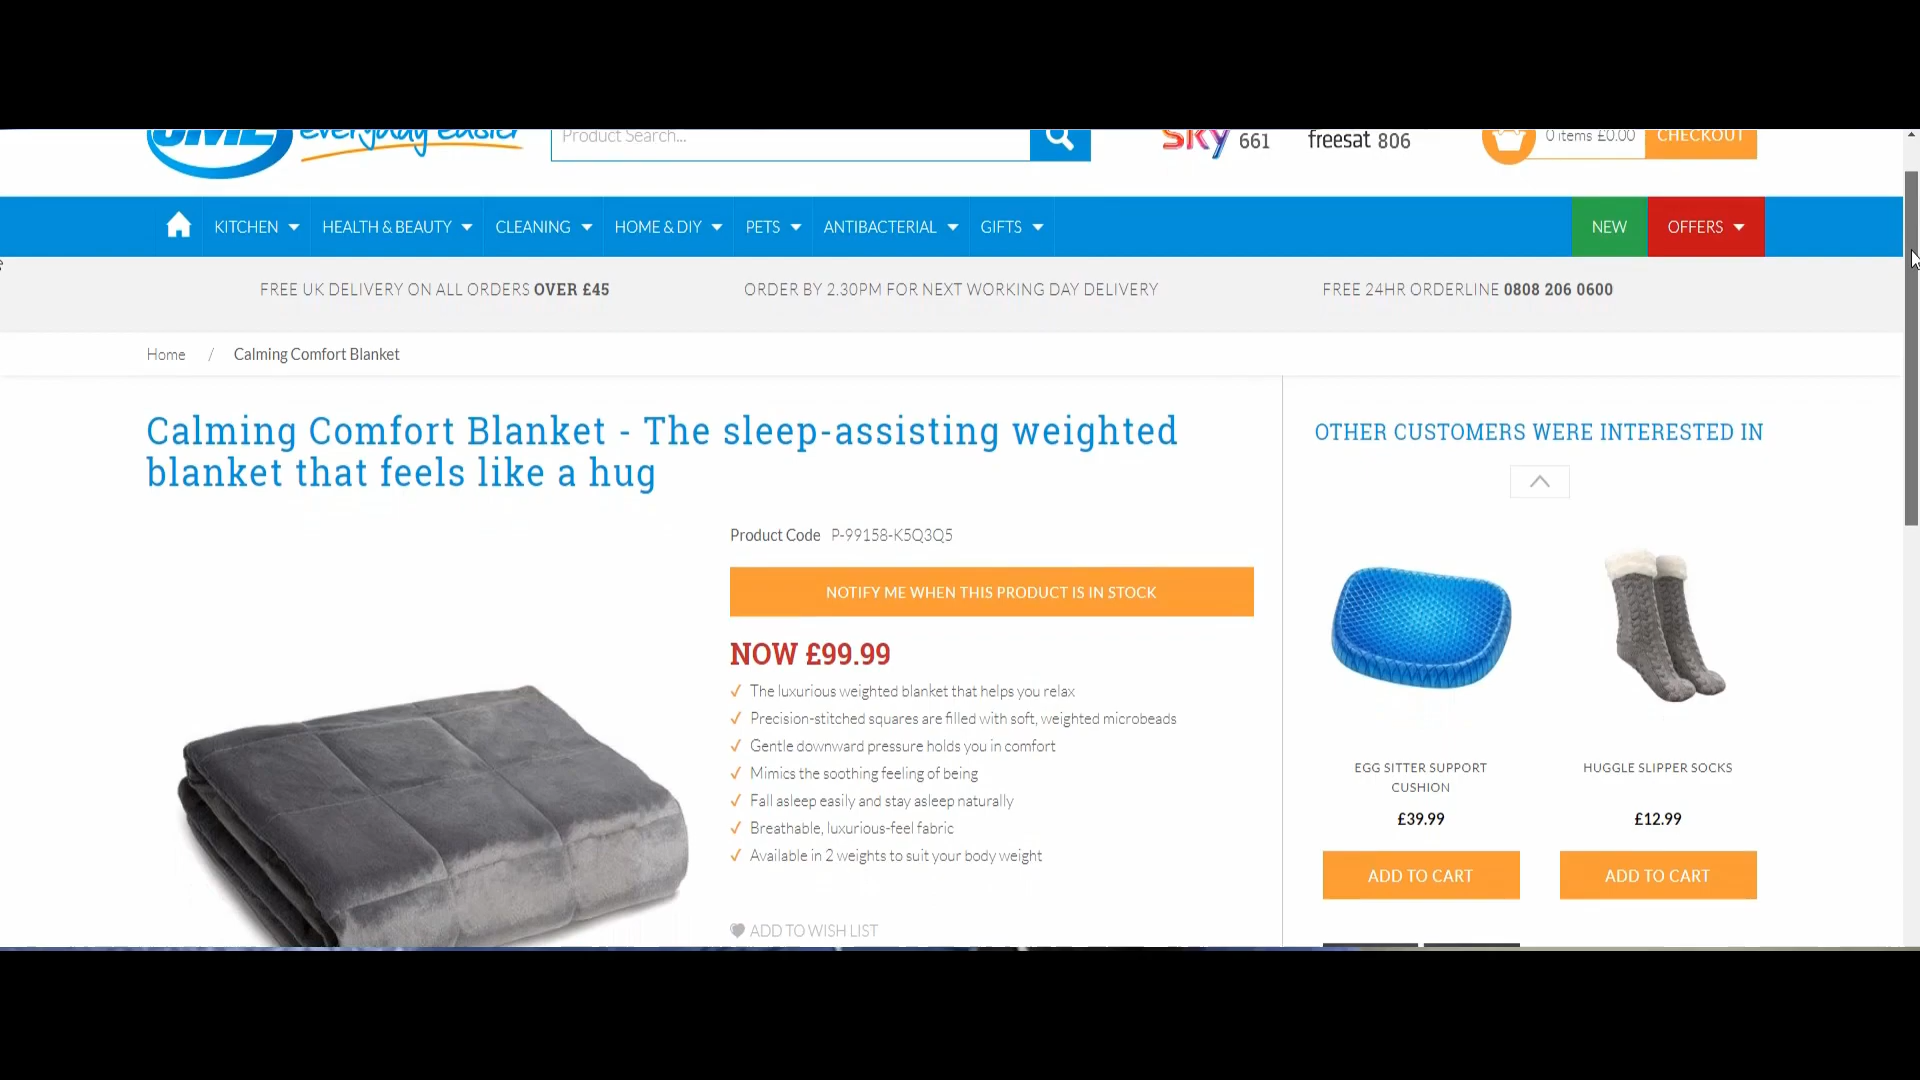 JML everyday easier
Product Search...
sky 661
freesat 806
0 items £0.00
CHECKOUT
KITCHEN
HEALTH & BEAUTY
CLEANING
HOME & DIY
PETS
ANTIBACTERIAL
GIFTS
NEW
OFFERS
FREE UK DELIVERY ON ALL ORDERS OVER £45
ORDER BY 2.30PM FOR NEXT WORKING DAY DELIVERY
FREE 24HR ORDERLINE 0808 206 0600
Home / Calming Comfort Blanket
Calming Comfort Blanket - The sleep-assisting weighted
blanket that feels like a hug
Product Code P-99158-K5Q3Q5
NOTIFY ME WHEN THIS PRODUCT IS IN STOCK
NOW £99.99
The luxurious weighted blanket that helps you relax
Precision-stitched squares are filled with soft, weighted microbeads
Gentle downward pressure holds you in comfort
Mimics the soothing feeling of being
Fall asleep easily and stay asleep naturally
Breathable, luxurious-feel fabric
Available in 2 weights to suit your body weight
ADD TO WISH LIST
OTHER CUSTOMERS WERE INTERESTED IN
EGG SITTER SUPPORT
CUSHION
£39.99
ADD TO CART
HUGGLE SLIPPER SOCKS
£12.99
ADD TO CART